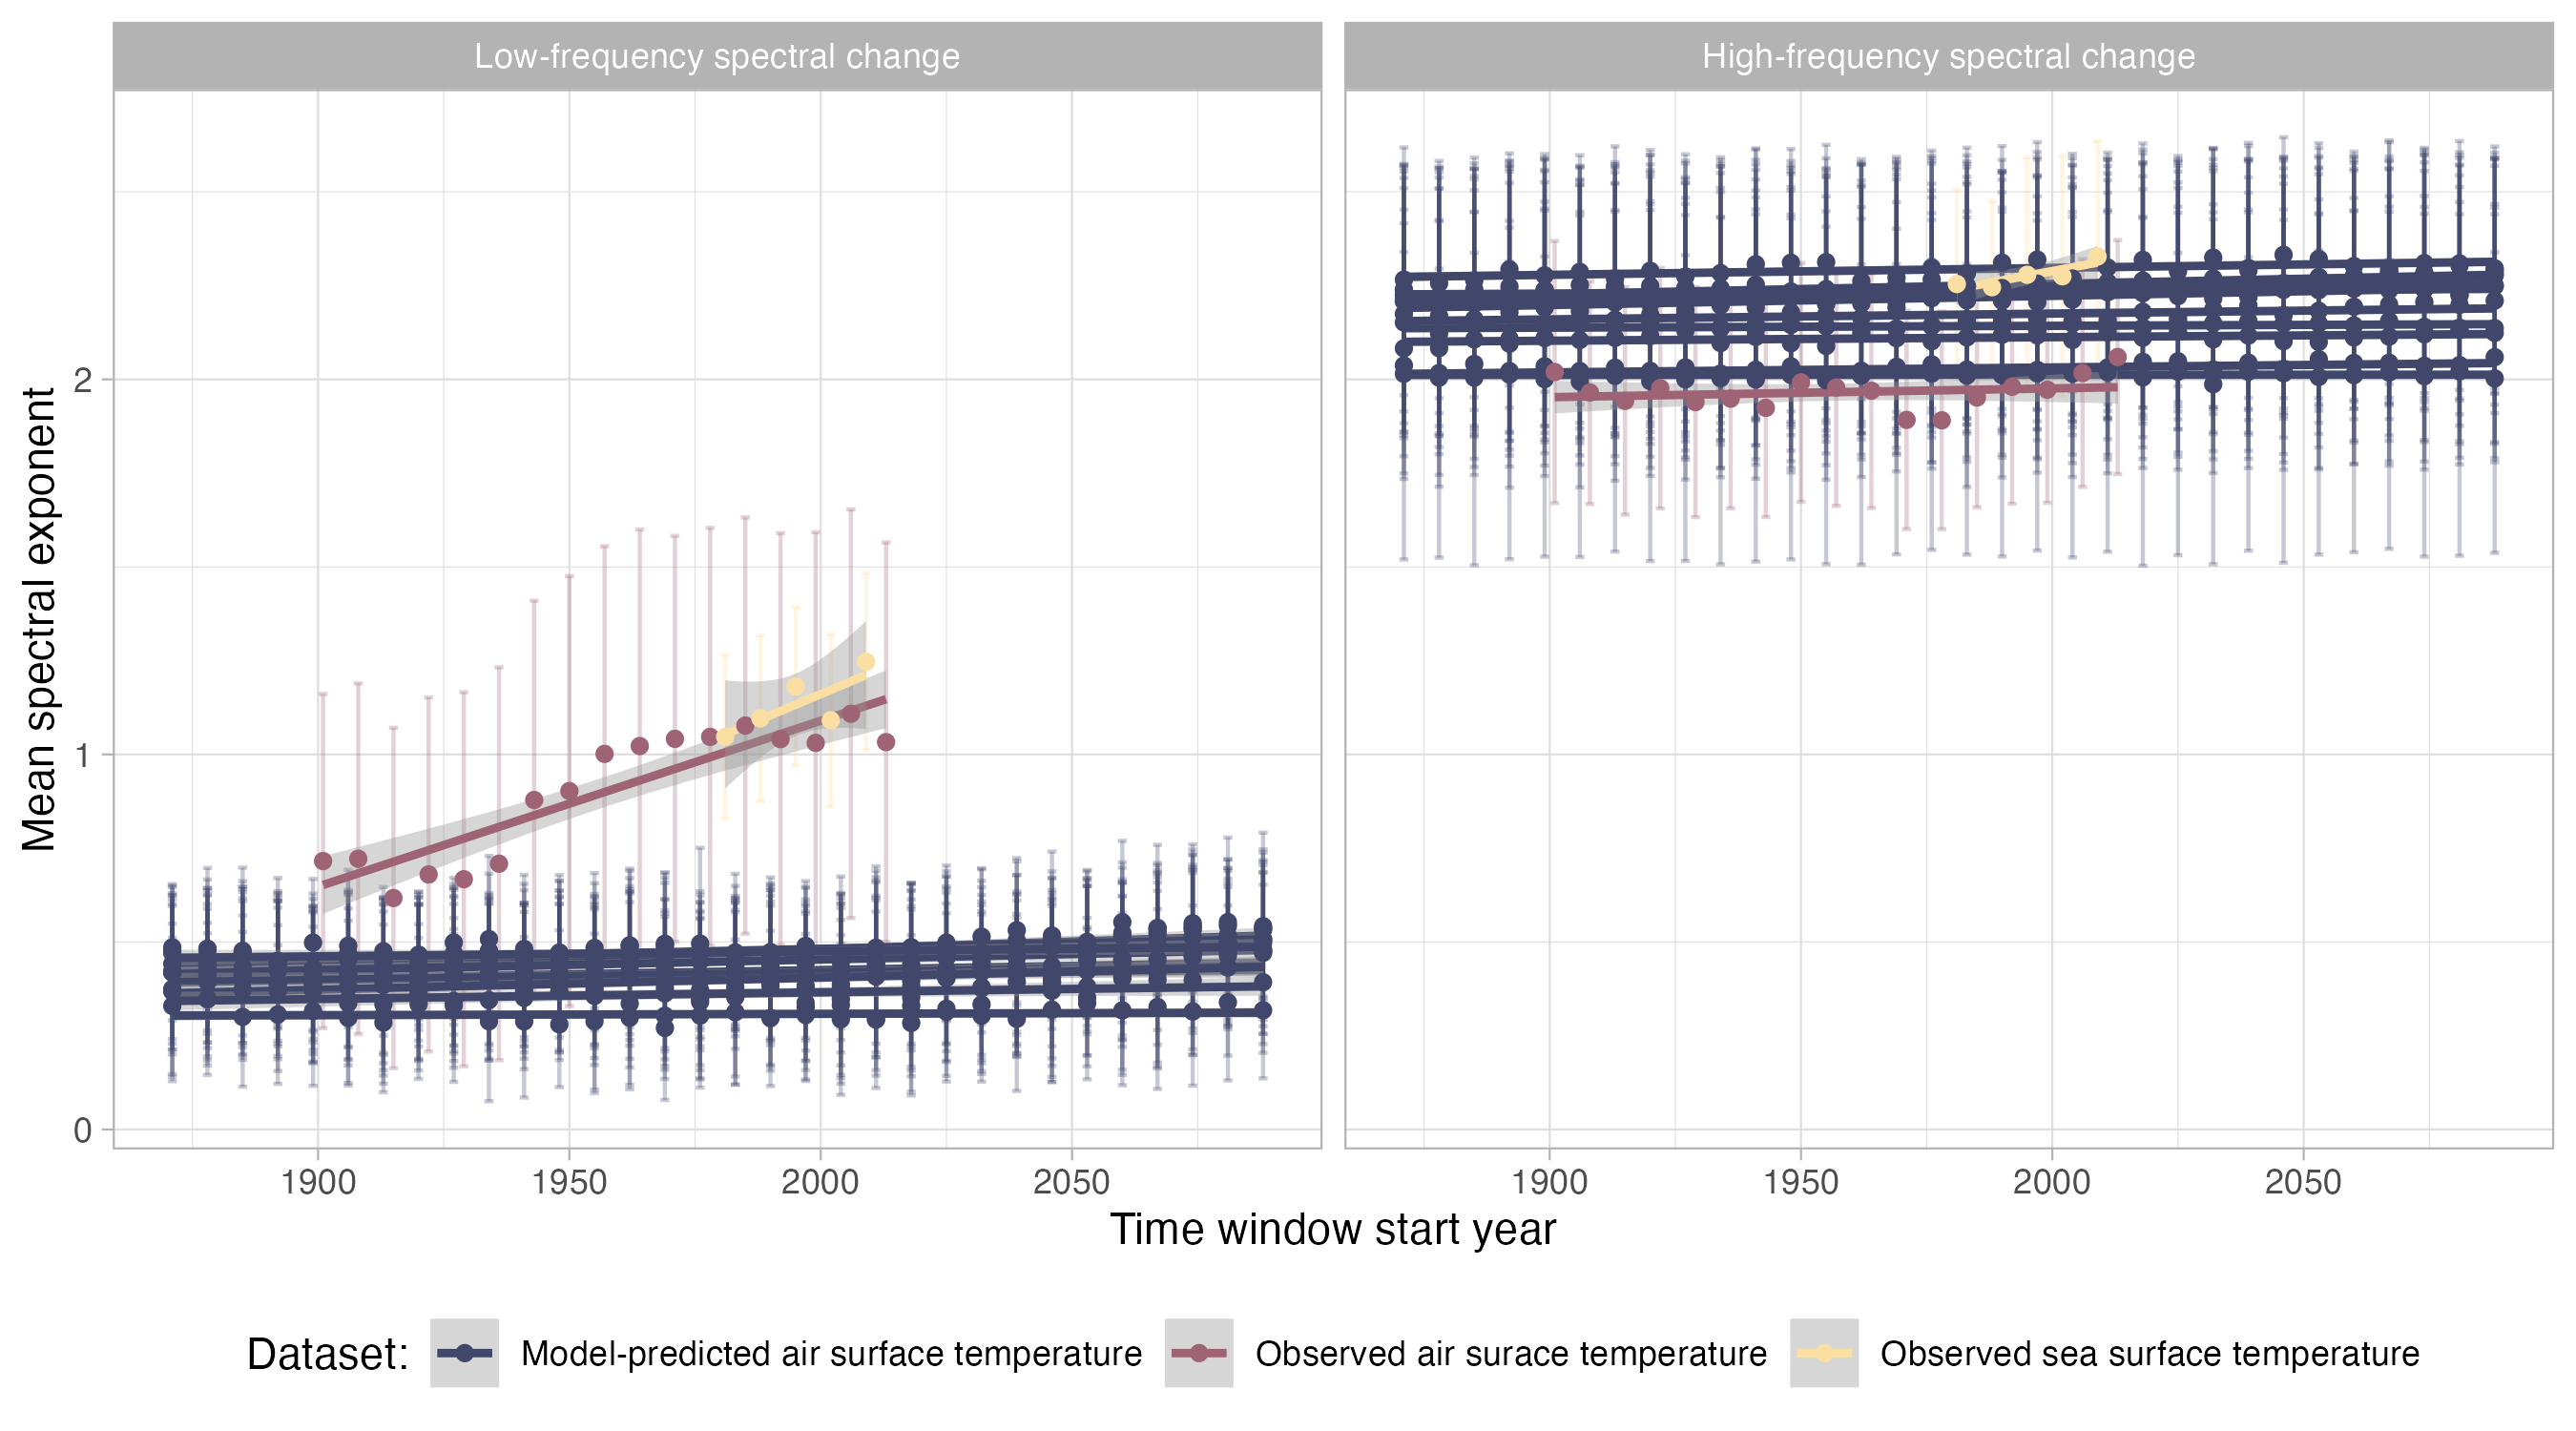 Low-frequency spectral change
High-frequency spectral change
Mean spectral exponent
2
1
0
1900 1950 2000 2050
1900 1950 2000 2050
Time window start year
Dataset: Model-predicted air surface temperature Observed air surace temperature Observed sea surface temperature